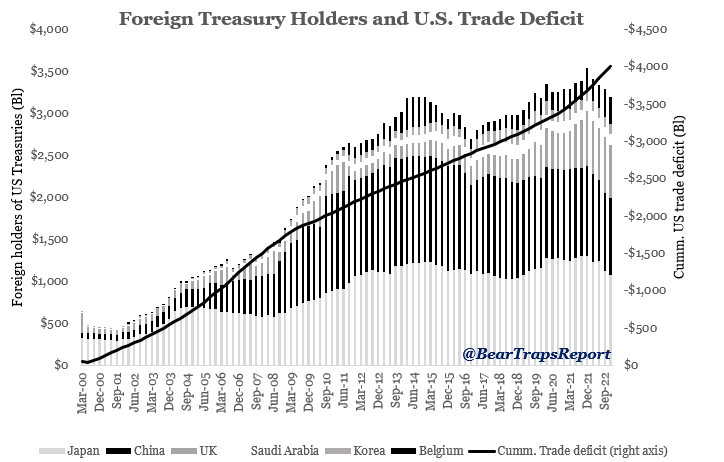 Foreign Treasury Holders and U.S. Trade Deficit
Foreign holders of US Treasuries (Bl)
$4,000
$3,500
$3,000
$2,500
$2,000
$1,500
$1,000
$500
$0
-$4,500
-$4,000
-$3,500
-$3,000
-$2,500
-$2,000
-$1,500
-$1,000
-$500
-$0
Cumm. US trade deficit (Bl)
@BearTrapsReport
Mar-00
Dec-00
Sep-01
Jun-02
Mar-03
Dec-03
Sep-04
Jun-05
Mar-06
Dec-06
Sep-07
Jun-08
Mar-09
Dec-09
Sep-10
Jun-11
Mar-12
Dec-12
Sep-13
Jun-14
Mar-15
Dec-15
Sep-16
Jun-17
Mar-18
Dec-18
Sep-19
Jun-20
Mar-21
Dec-21
Sep-22
Japan China UK Saudi Arabia Korea Belgium Cumm. Trade deficit (right axis)